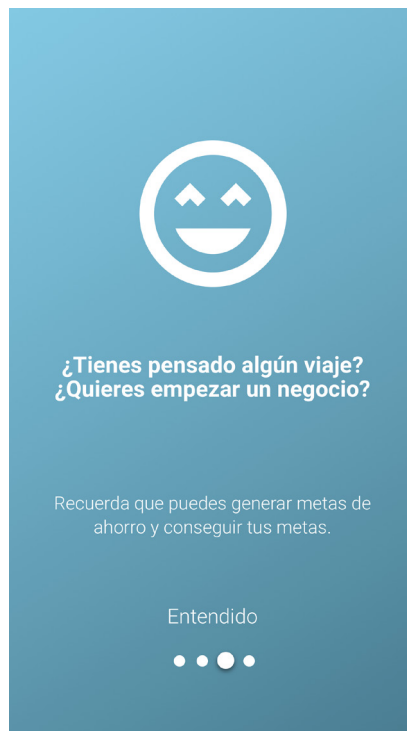 ¿Tienes pensado algún viaje?
¿Quieres empezar un negocio?
Recuerda que puedes generar metas de
ahorro y conseguir tus metas.
Entendido